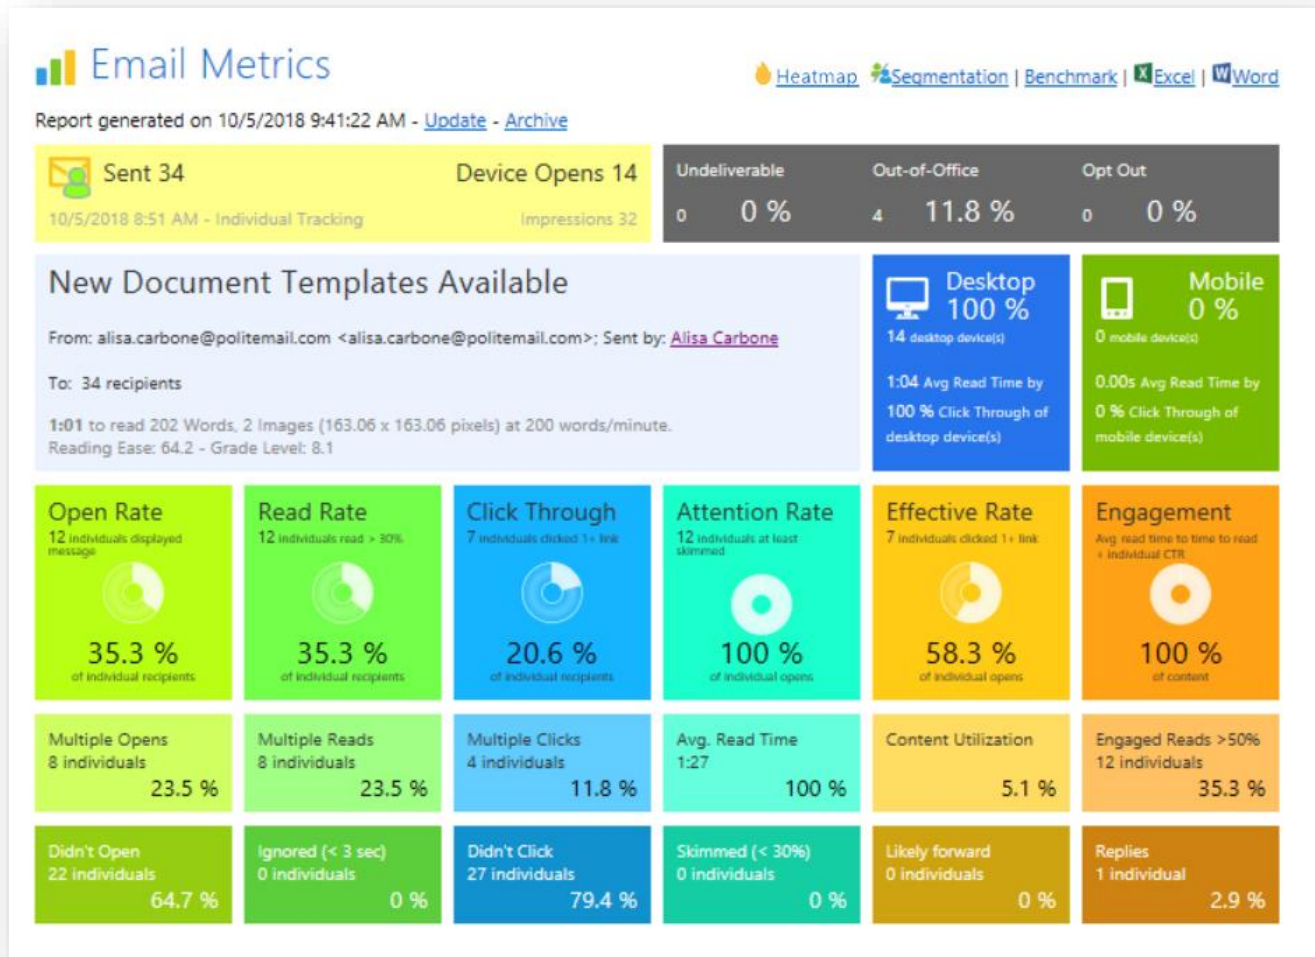 Email Metrics
Heatmap Segmentation | Benchmark | Excel | Word
Report generated on 10/5/2018 9:41:22 AM - Update - Archive
Sent 34
Device Opens 14
10/5/2018 8:51 AM - Individual Tracking
Impressions 32
Undeliverable
0 0 %
Out-of-Office
4 11.8 %
Opt Out
0 0 %
New Document Templates Available
From: alisa.carbone@politemail.com <alisa.carbone@politemail.com>; Sent by: Alisa Carbone
To: 34 recipients
1:01 to read 202 Words, 2 Images (163.06 x 163.06 pixels) at 200 words/minute.
Reading Ease: 64.2 - Grade Level: 8.1
Desktop
100 %
14 desktop device(s)
1:04 Avg Read Time by
100 % Click Through of
desktop device(s)
Mobile
0 %
0 mobile device(s)
0.00s Avg Read Time by
0 % Click Through of
mobile device(s)
Open Rate
12 individuals displayed
message
35.3 %
of individual recipients
Read Rate
12 individuals read > 30%
35.3 %
of individual recipients
Click Through
7 individuals clicked 1+ link
20.6 %
of individual recipients
Attention Rate
12 individuals at least
skimmed
100 %
of individual opens
Effective Rate
7 individuals clicked 1+ link
58.3 %
of individual opens
Engagement
Avg read time to time to read
+ individual CTR
100 %
of content
Multiple Opens
8 individuals
23.5 %
Multiple Reads
8 individuals
23.5 %
Multiple Clicks
4 individuals
11.8 %
Avg. Read Time
1:27
100 %
Content Utilization
5.1 %
Engaged Reads >50%
12 individuals
35.3 %
Didn't Open
22 individuals
64.7 %
Ignored (< 3 sec)
0 individuals
0 %
Didn't Click
27 individuals
79.4 %
Skimmed (< 30%)
0 individuals
0 %
Likely forward
0 individuals
0 %
Replies
1 individual
2.9 %